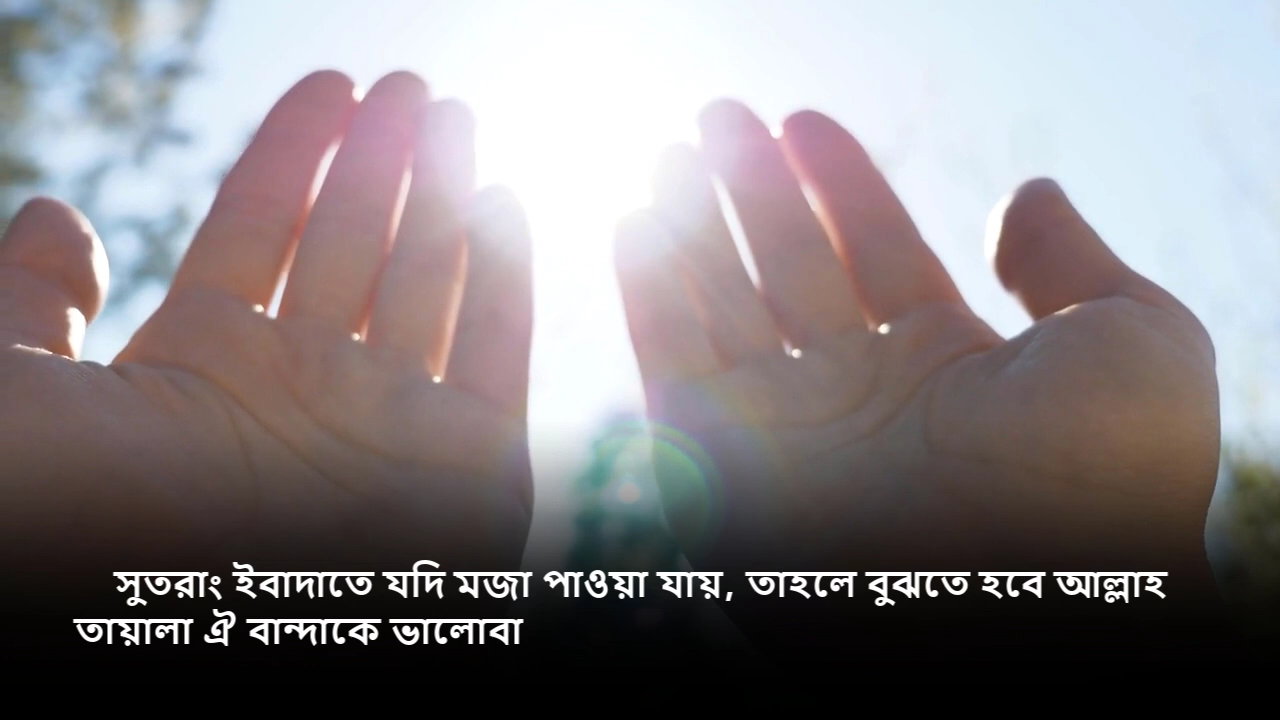 সুতরাং ইবাদাতে যদি মজা পাওয়া যায়, তাহলে বুঝতে হবে আল্লাহ
তায়ালা ঐ বান্দাকে ভালোবা